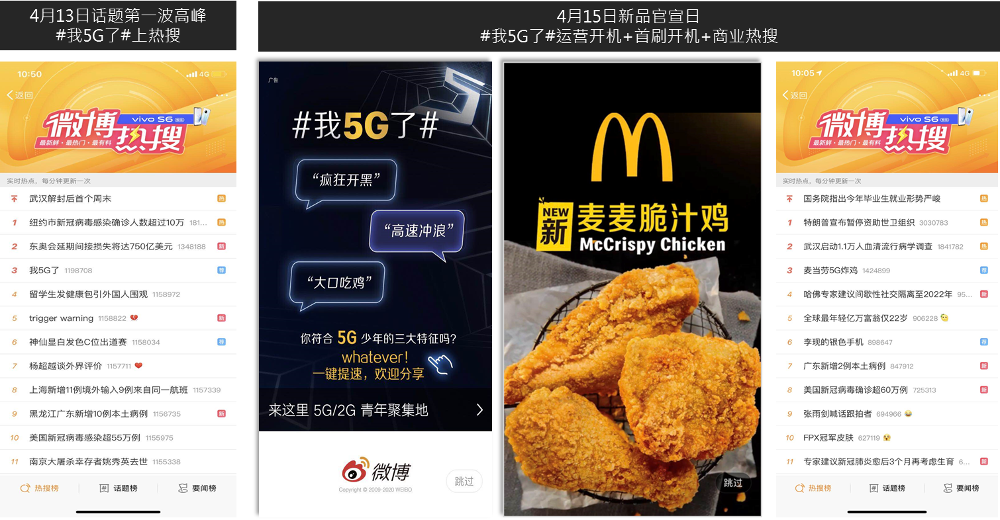 4月13日话题第一波高峰
#我5G了#上热搜
4月15日新品官宣日
#我5G了#运营开机+首刷开机+商业热搜
10:50
4G
返回
微博热搜
vivo S6 5G
最新鲜·最热门·最有料
实时热点，每分钟更新一次
武汉解封后首个周末 热
1 纽约市新冠病毒感染确诊人数超过10万 181... 热
2 东奥会延期间接损失将达750亿美元 1348188 新
3 我5G了 1198708 荐
4 留学生发健康包引外国人围观 1158972
5 trigger warning 1158822 新
6 神仙显白发色C位出道赛 1158034 荐
7 杨超越谈外界评价 1157711
8 上海新增11例境外输入9例来自同一航班 1157339
9 黑龙江广东新增10例本土病例 1156735 新
10 美国新冠病毒感染超55万例 1155975
11 南京大屠杀幸存者姚秀英去世 1155338
热搜榜 话题榜 要闻榜
广告
#我5G了#
“疯狂开黑”
“高速冲浪”
“大口吃鸡”
你符合 5G 少年的三大特征吗?
whatever!
一键提速，欢迎分享
来这里 5G/2G 青年聚集地
微博
Copyright © 2009-2020 WEIBO
跳过
NEW
新
麦麦脆汁鸡
McCrispy Chicken
跳过
10:05
4G
返回
微博热搜
vivo S6 5G
最新鲜·最热门·最有料
实时热点，每分钟更新一次
国务院指出今年毕业生就业形势严峻 热
1 特朗普宣布暂停资助世卫组织 3030783 热
2 武汉启动1.1万人血清流行病学调查 1841782 热
3 麦当劳5G炸鸡 1424899 荐
4 哈佛专家建议间歇性社交隔离至2022年 95... 新
5 全球最年轻亿万富翁仅22岁 906228
6 李现的银色手机 898647 荐
7 广东新增2例本土病例 847912 新
8 美国新冠病毒确诊超60万例 725313 新
9 张雨剑喊话跟拍者 694966
10 FPX冠军皮肤 627119
11 专家建议新冠肺炎愈后3个月再考虑生育 6... 新
热搜榜 话题榜 要闻榜